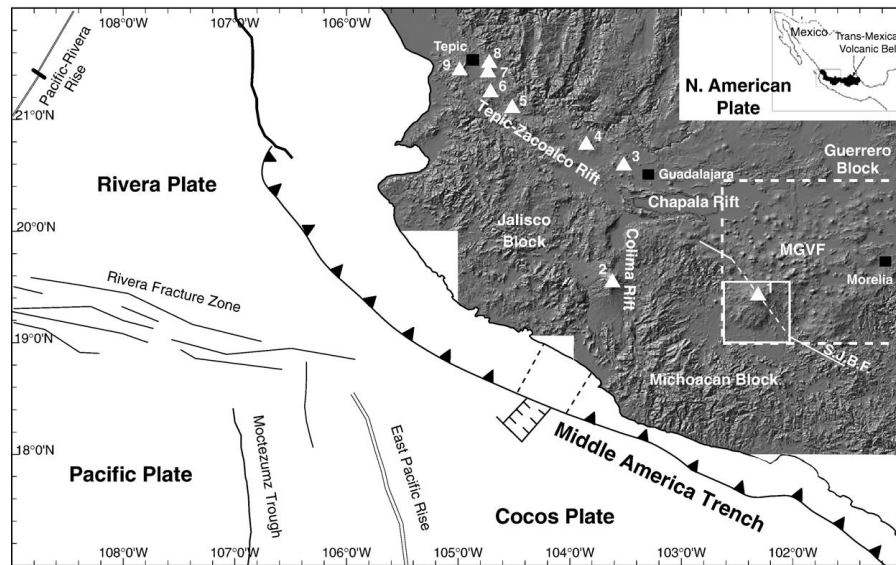 108°0'W 107°0'W 106°0'W
Mexico
Trans-Mexica
Volcanic Bel
N. American
Plate
Pacific-Rivera
Rise
Tepic
8
9
7
6
5
21°0'N
Tepic-Zacoalco Rift
4
3
Guadalajara
Guerrero
Block
Rivera Plate
Chapala Rift
Jalisco
Block
20°0'N
Colima Rift
MGVF
Morelia
2
1
Rivera Fracture Zone
19°0'N
S.J.B.F.
Michoacan Block
18°0'N
Moctezumz Trough
East Pacific Rise
Middle America Trench
Pacific Plate
Cocos Plate
108°0'W 107°0'W 106°0'W 105°0'W 104°0'W 103°0'W 102°0'W